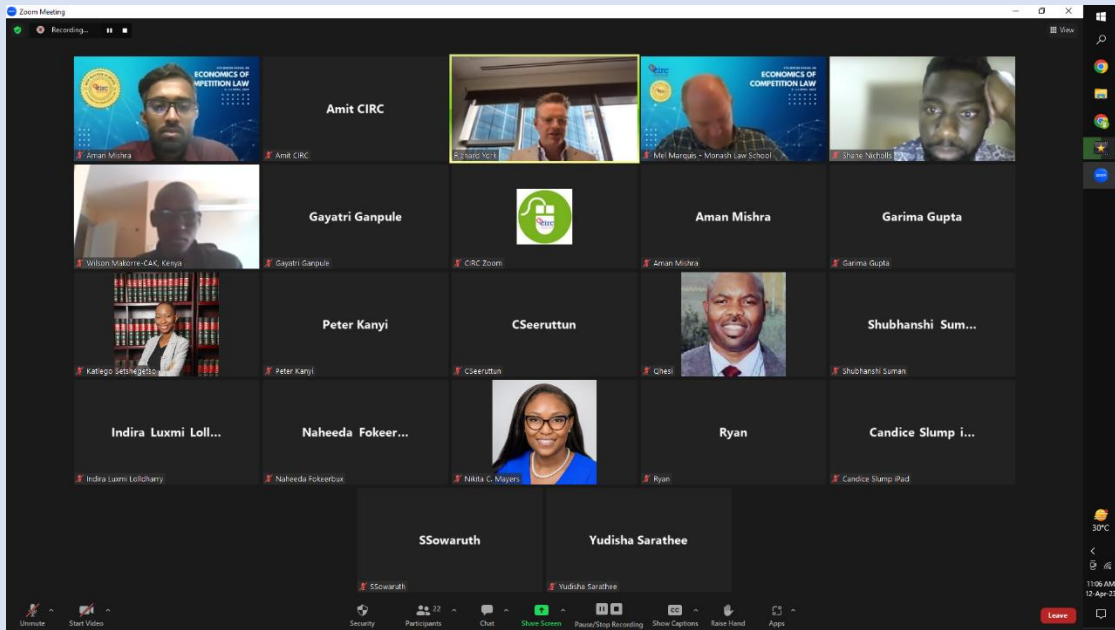 Zoom Meeting
Recording...
View
ECONOMICS OF
COMPETITION LAW
Aman Mishra
Amit CIRC
Amit CIRC
Richard York
circ
ECONOMICS OF
COMPETITION LAW
Mel Marquis - Monash Law School
Shane Nicholls
Wilson Makorre-CAK, Kenya
Gayatri Ganpule
Gayatri Ganpule
circ
CIRC Zoom
Aman Mishra
Aman Mishra
Garima Gupta
Garima Gupta
Katlego Setshegetso
Peter Kanyi
Peter Kanyi
CSeeruttun
CSeeruttun
Qhesi
Shubhanshi Sum...
Shubhanshi Suman
Indira Luxmi Loll...
Indira Luxmi Lollcharry
Naheeda Fokeer...
Naheeda Fokeerbux
Nikita C. Mayers
Ryan
Ryan
Candice Slump i...
Candice Slump iPad
SSowaruth
SSowaruth
Yudisha Sarathee
Yudisha Sarathee
Unmute
Start Video
Security
Participants
22
Chat
Share Screen
Pause/Stop Recording
CC
Show Captions
Raise Hand
Apps
Leave
zoom
30°C
11:06 AM
12-Apr-23